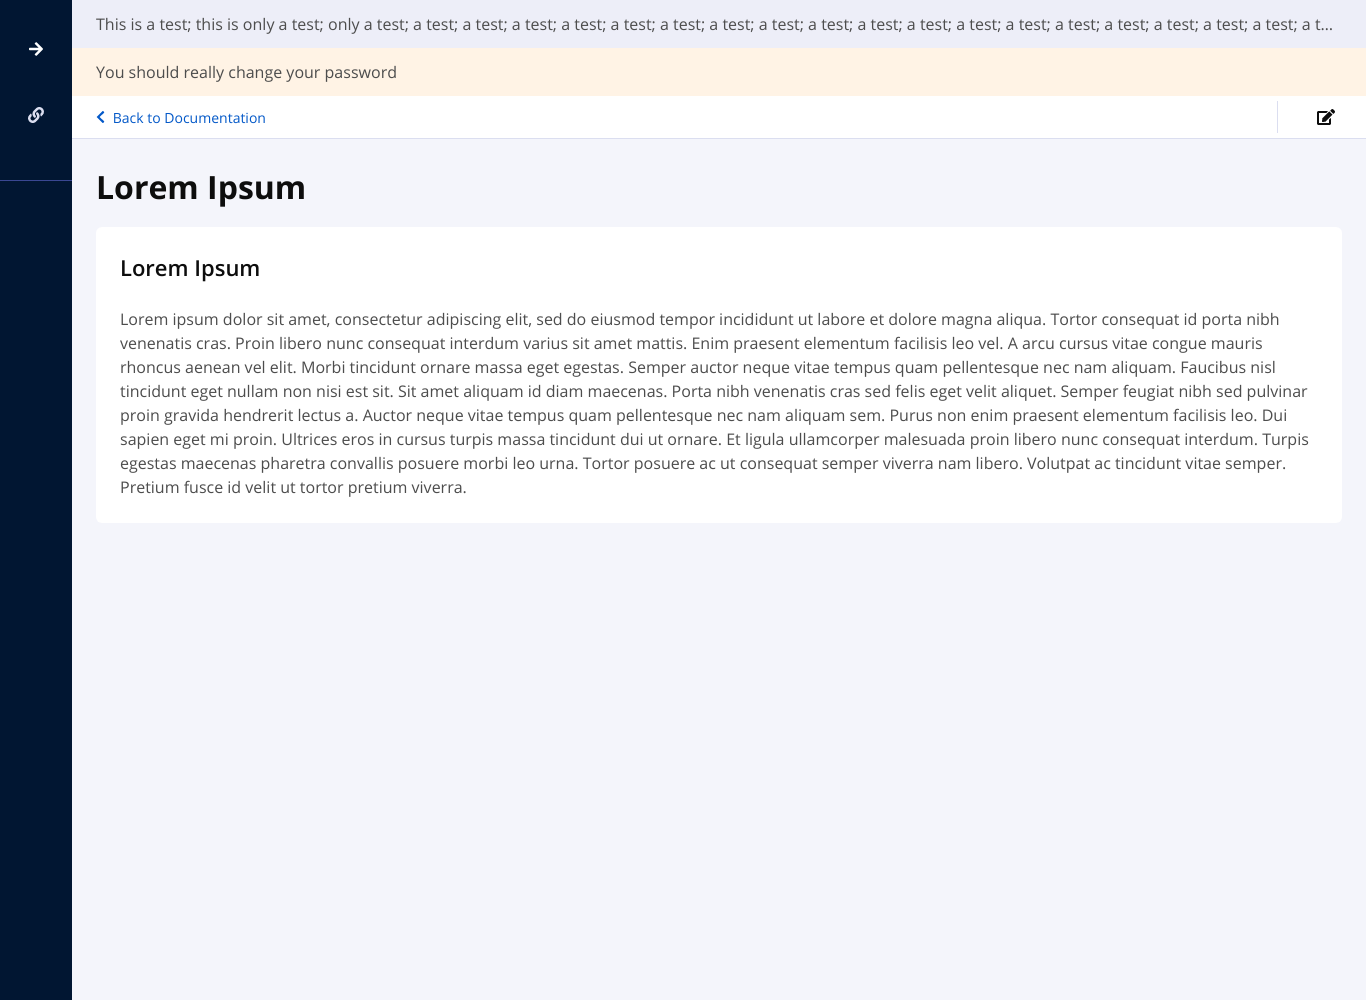 This is a test; this is only a test; only a test; a test; a test; a test; a test; a test; a test; a test; a test; a test; a test; a test; a test; a test; a test; a test; a test; a test; a test; a test; a test; a test; a t...
You should really change your password
Back to Documentation
Lorem Ipsum
Lorem Ipsum
Lorem ipsum dolor sit amet, consectetur adipiscing elit, sed do eiusmod tempor incididunt ut labore et dolore magna aliqua. Tortor consequat id porta nibh
venenatis cras. Proin libero nunc consequat interdum varius sit amet mattis. Enim praesent elementum facilisis leo vel. A arcu cursus vitae congue mauris
rhoncus aenean vel elit. Morbi tincidunt ornare massa eget egestas. Semper auctor neque vitae tempus quam pellentesque nec nam aliquam. Faucibus nisl
tincidunt eget nullam non nisi est sit. Sit amet aliquam id diam maecenas. Porta nibh venenatis cras sed felis eget velit aliquet. Semper feugiat nibh sed pulvinar
proin gravida hendrerit lectus a. Auctor neque vitae tempus quam pellentesque nec nam aliquam sem. Purus non enim praesent elementum facilisis leo. Dui
sapien eget mi proin. Ultrices eros in cursus turpis massa tincidunt dui ut ornare. Et ligula ullamcorper malesuada proin libero nunc consequat interdum. Turpis
egestas maecenas pharetra convallis posuere morbi leo urna. Tortor posuere ac ut consequat semper viverra nam libero. Volutpat ac tincidunt vitae semper.
Pretium fusce id velit ut tortor pretium viverra.